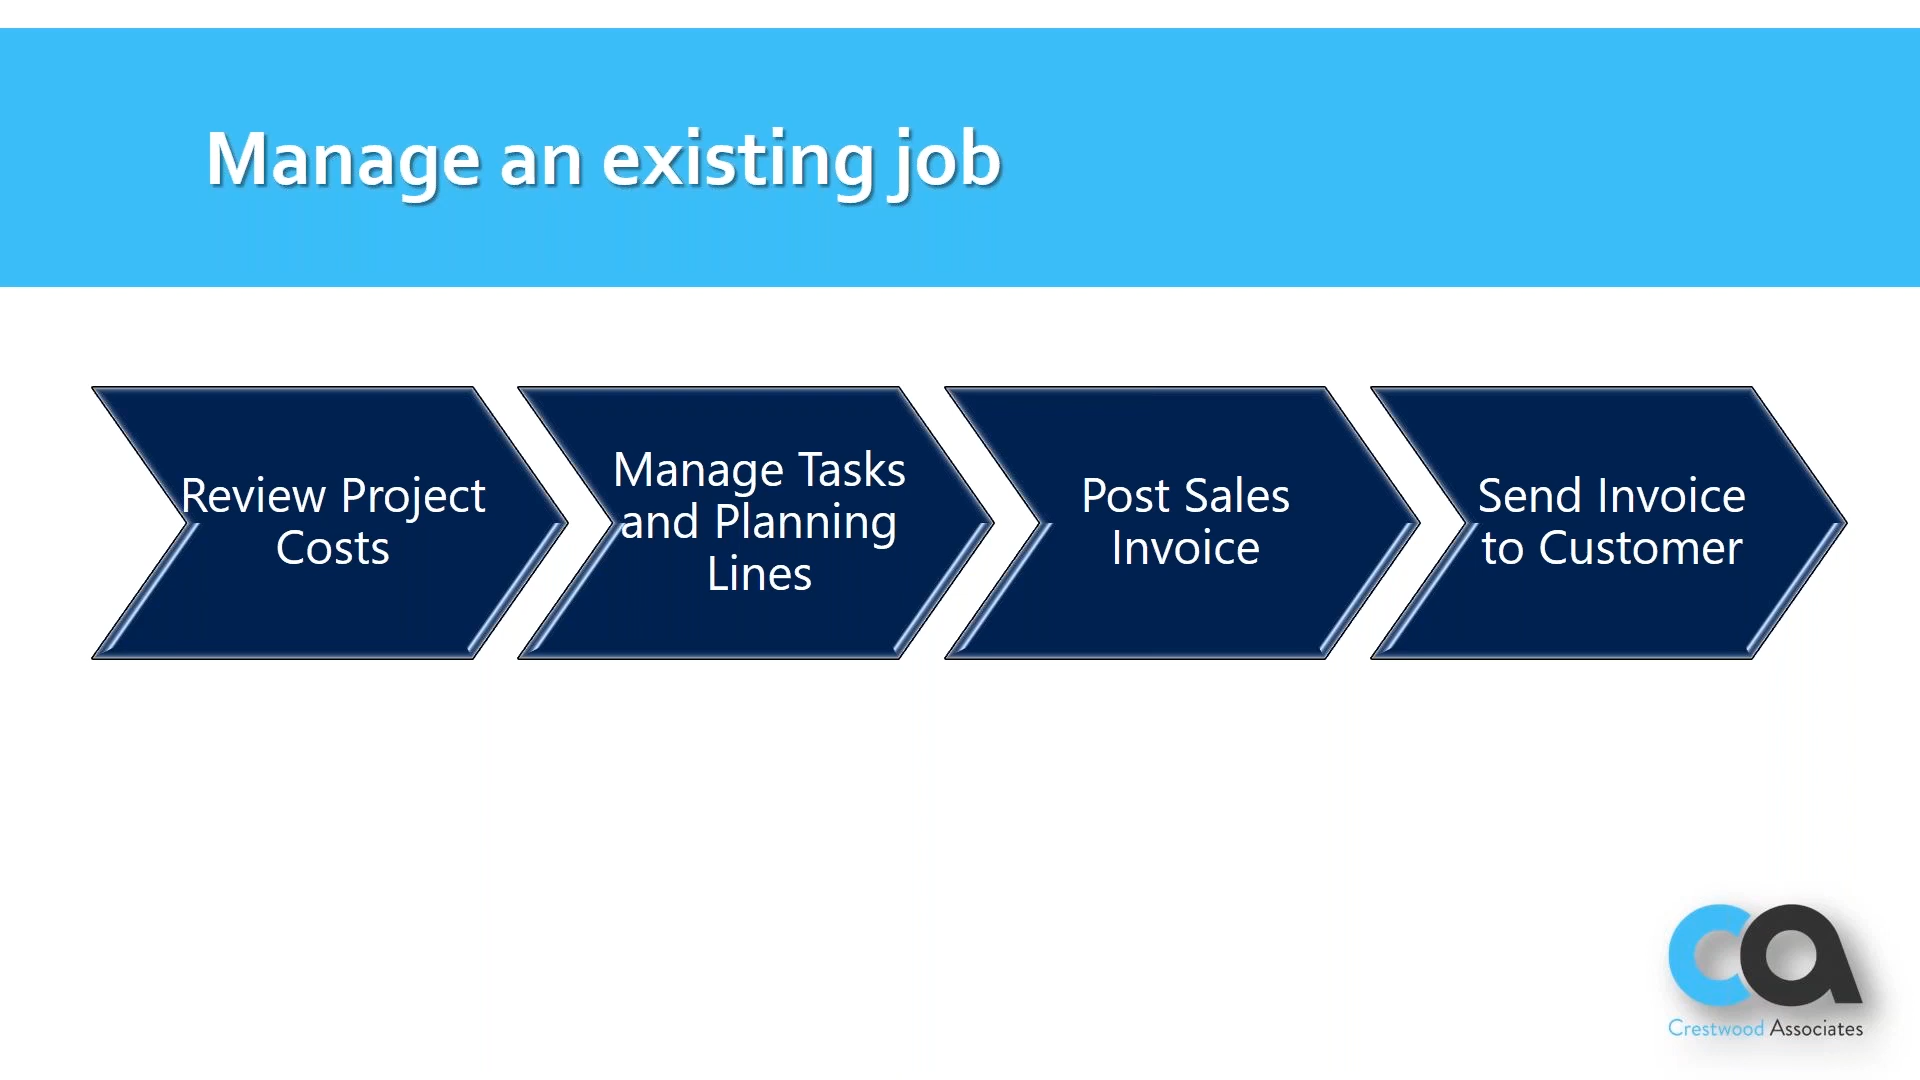 Manage an existing job
Review Project
Costs
Manage Tasks
and Planning
Lines
Post Sales
Invoice
Send Invoice
to Customer
ca
Crestwood Associates